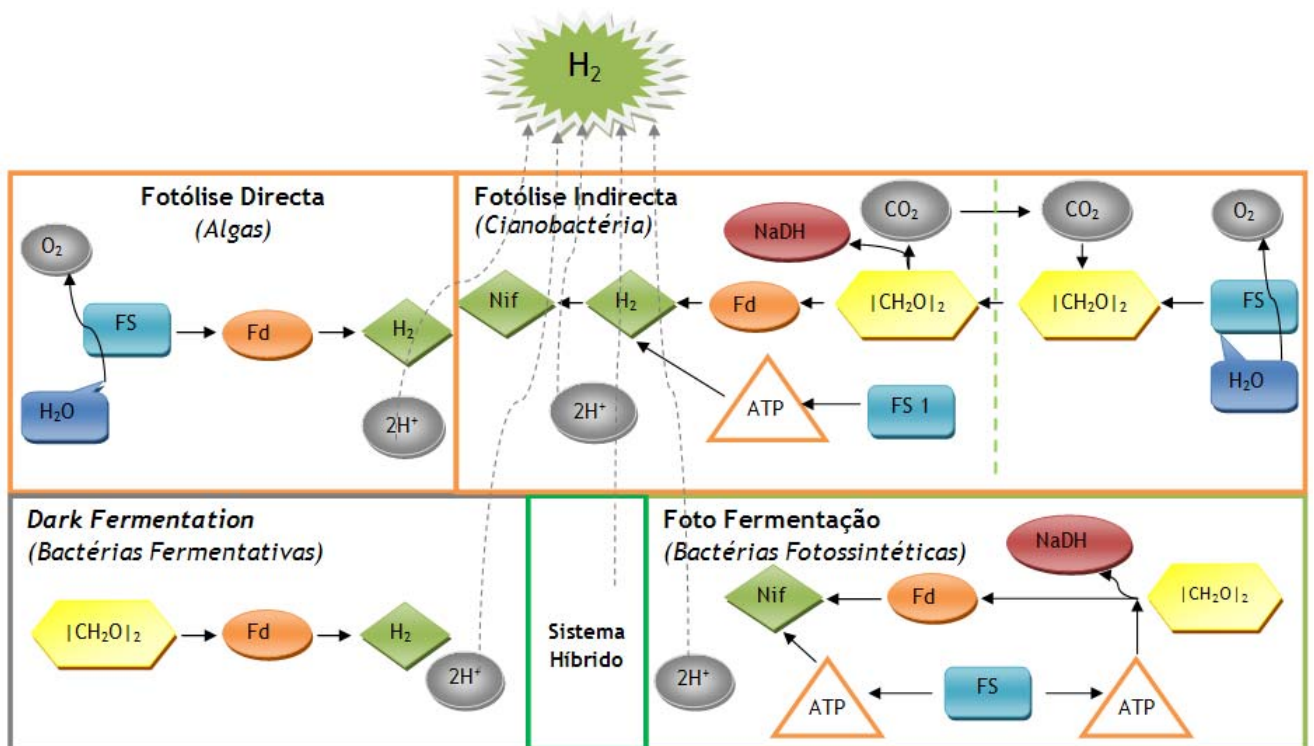 H₂
Fotólise Directa
(Algas)
O₂
FS
Fd
H₂
H₂O
2H⁺
Fotólise Indirecta
(Cianobactéria)
NaDH
CO₂
CO₂
O₂
Nif
H₂
Fd
|CH₂O|₂
|CH₂O|₂
FS
H₂O
2H⁺
ATP
FS 1
Dark Fermentation
(Bactérias Fermentativas)
|CH₂O|₂
Fd
H₂
2H⁺
Sistema
Híbrido
Foto Fermentação
(Bactérias Fotossintéticas)
NaDH
Nif
Fd
|CH₂O|₂
2H⁺
ATP
FS
ATP